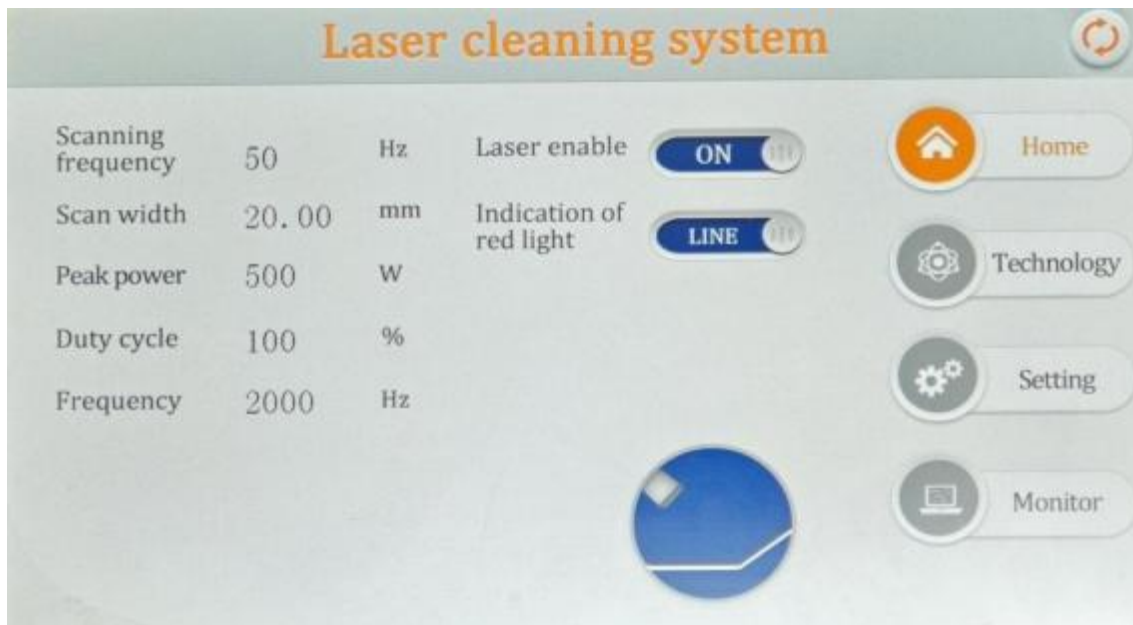 Laser cleaning system
Scanning
frequency 50 Hz
Scan width 20.00 mm
Peak power 500 W
Duty cycle 100 %
Frequency 2000 Hz
Laser enable ON
Indication of
red light LINE
Home
Technology
Setting
Monitor